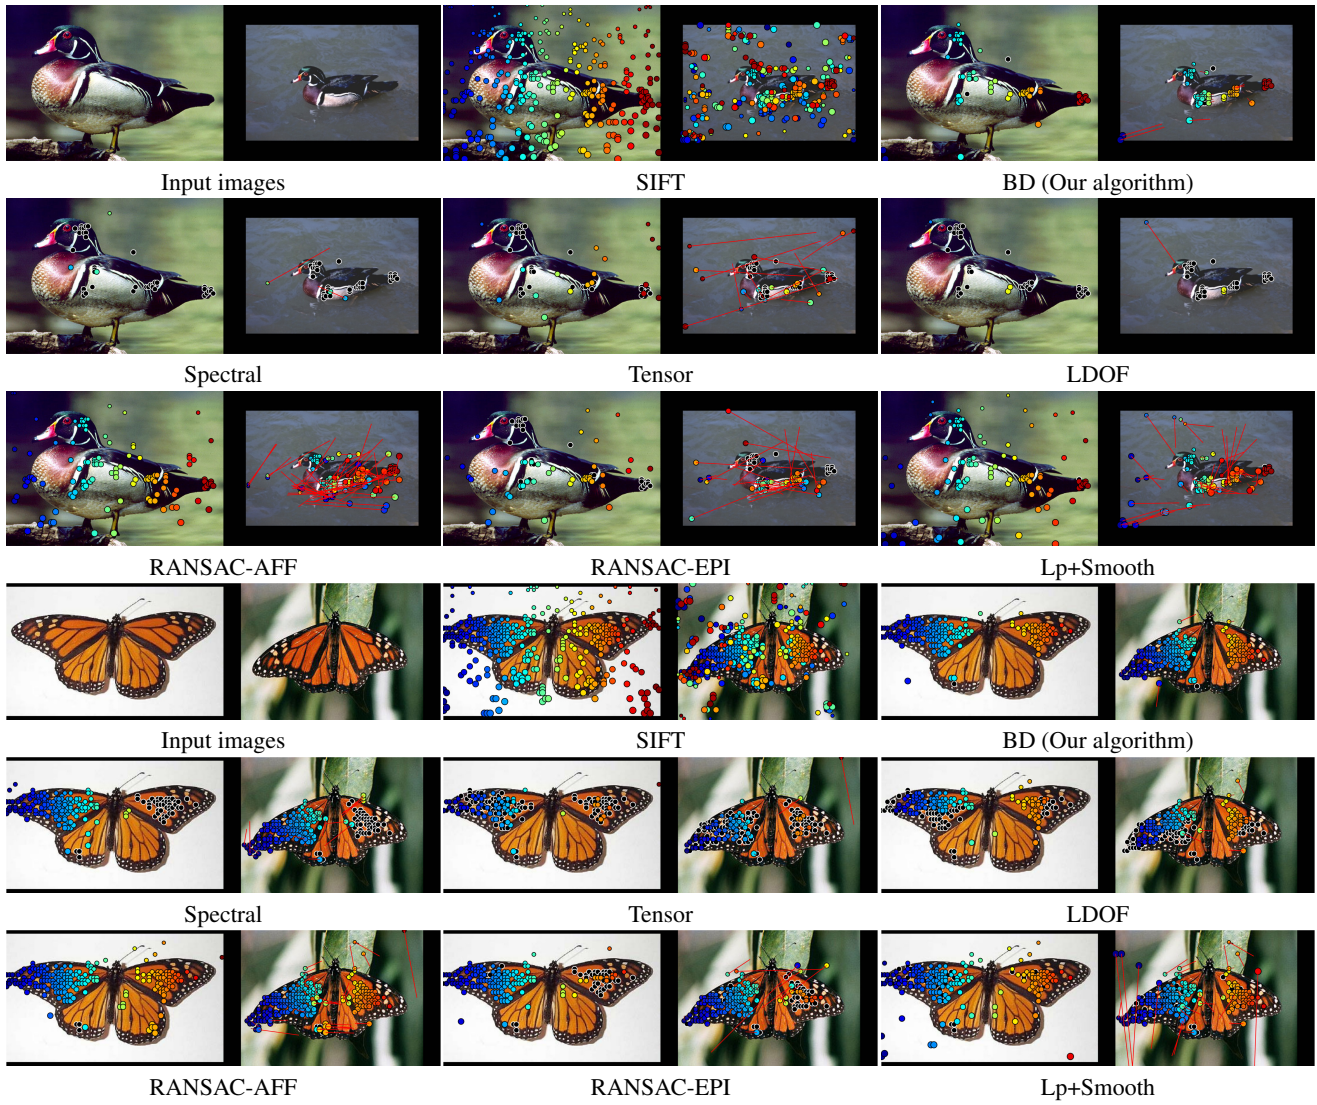 Input images
SIFT
BD (Our algorithm)
Spectral
Tensor
LDOF
RANSAC-AFF
RANSAC-EPI
Lp+Smooth
Input images
SIFT
BD (Our algorithm)
Spectral
Tensor
LDOF
RANSAC-AFF
RANSAC-EPI
Lp+Smooth